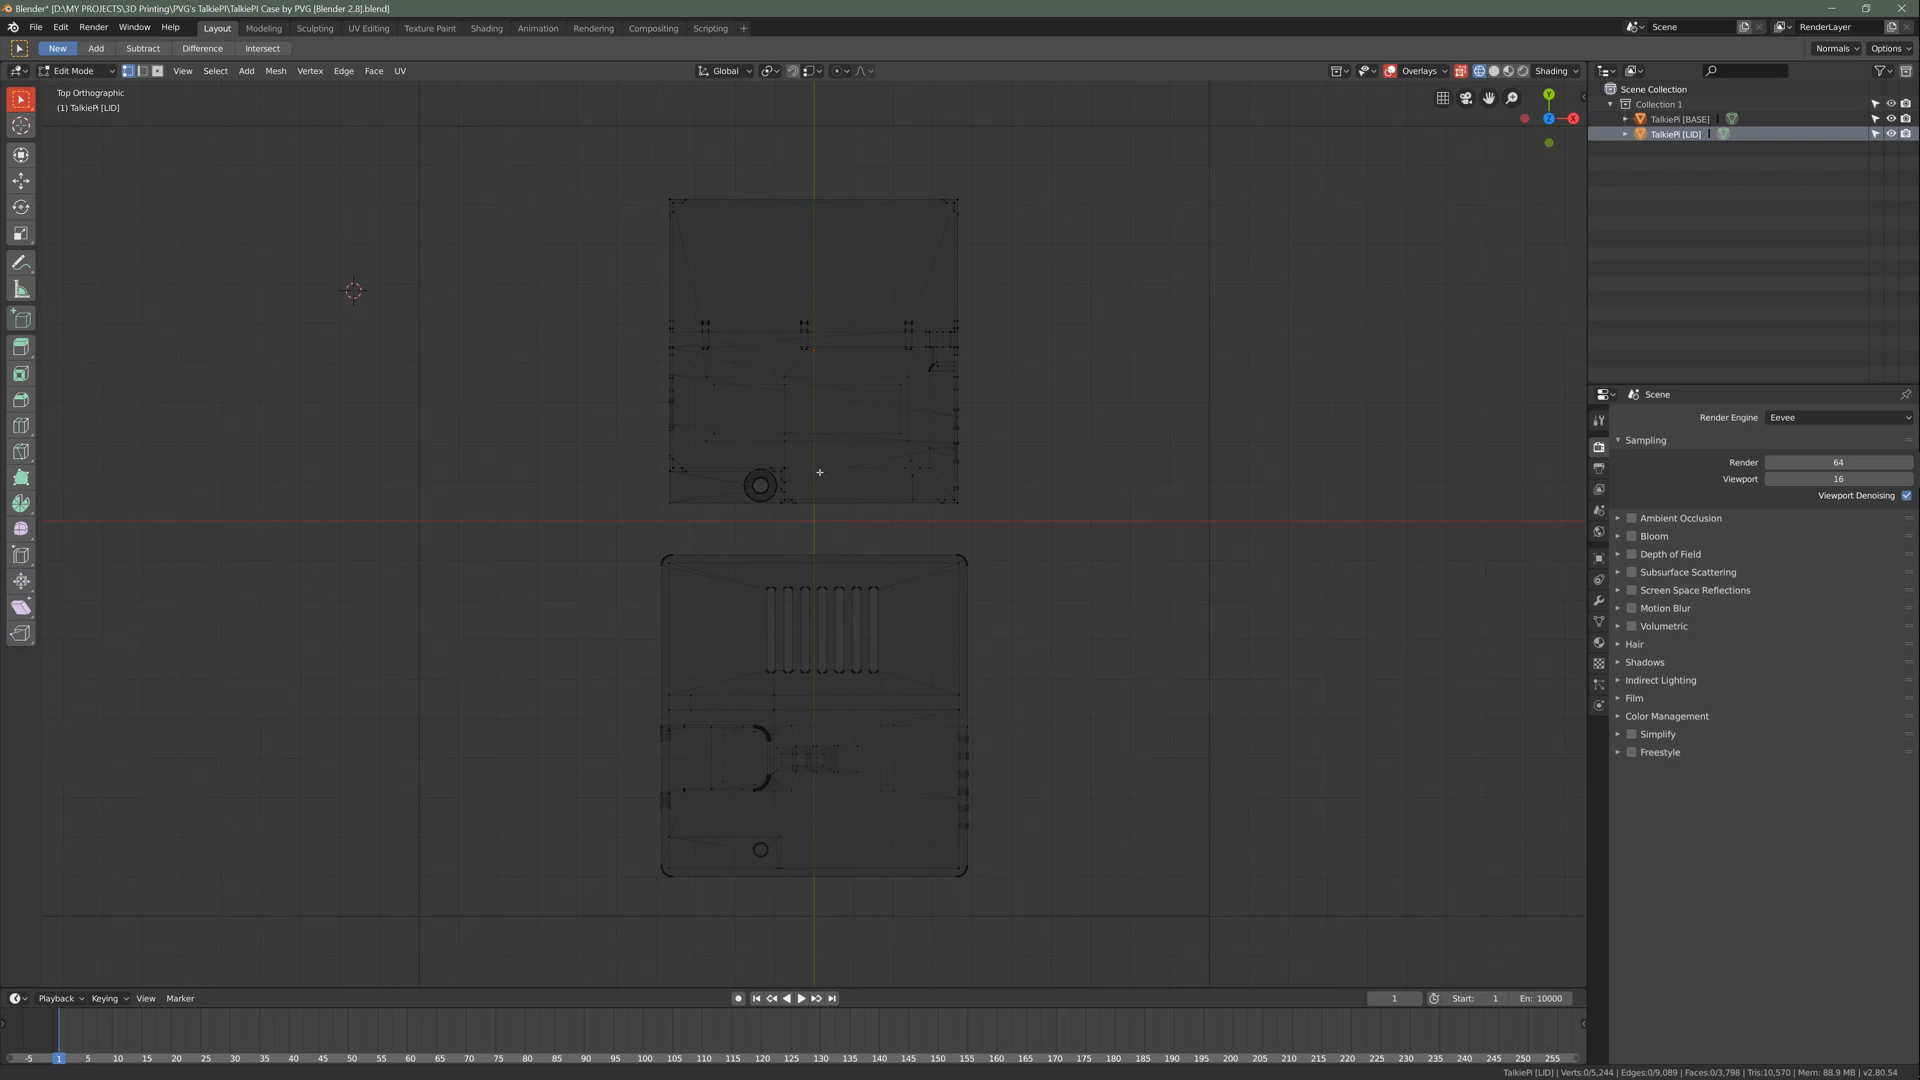 Blender* [D:\MY PROJECTS\3D Printing\PVG's TalkiePI\TalkiePI Case by PVG [Blender 2.8].blend]
File Edit Render Window Help Layout Modeling Sculpting UV Editing Texture Paint Shading Animation Rendering Compositing Scripting + Scene RenderLayer
New Add Subtract Difference Intersect Normals Options
Edit Mode View Select Add Mesh Vertex Edge Face UV Global Overlays Shading
Top Orthographic
(1) TalkiePi [LID]
Y
Z
X
Scene Collection
Collection 1
TalkiePi [BASE]
TalkiePi [LID]
Scene
Render Engine Eevee
Sampling
Render 64
Viewport 16
Viewport Denoising
Ambient Occlusion
Bloom
Depth of Field
Subsurface Scattering
Screen Space Reflections
Motion Blur
Volumetric
Hair
Shadows
Indirect Lighting
Film
Color Management
Simplify
Freestyle
Playback Keying View Marker 1 Start: 1 En: 10000
-5 1 5 10 15 20 25 30 35 40 45 50 55 60 65 70 75 80 85 90 95 100 105 110 115 120 125 130 135 140 145 150 155 160 165 170 175 180 185 190 195 200 205 210 215 220 225 230 235 240 245 250 255
TalkiePi [LID] | Verts:0/5,244 | Edges:0/9,089 | Faces:0/3,798 | Tris:10,570 | Mem: 88.9 MB | v2.80.54